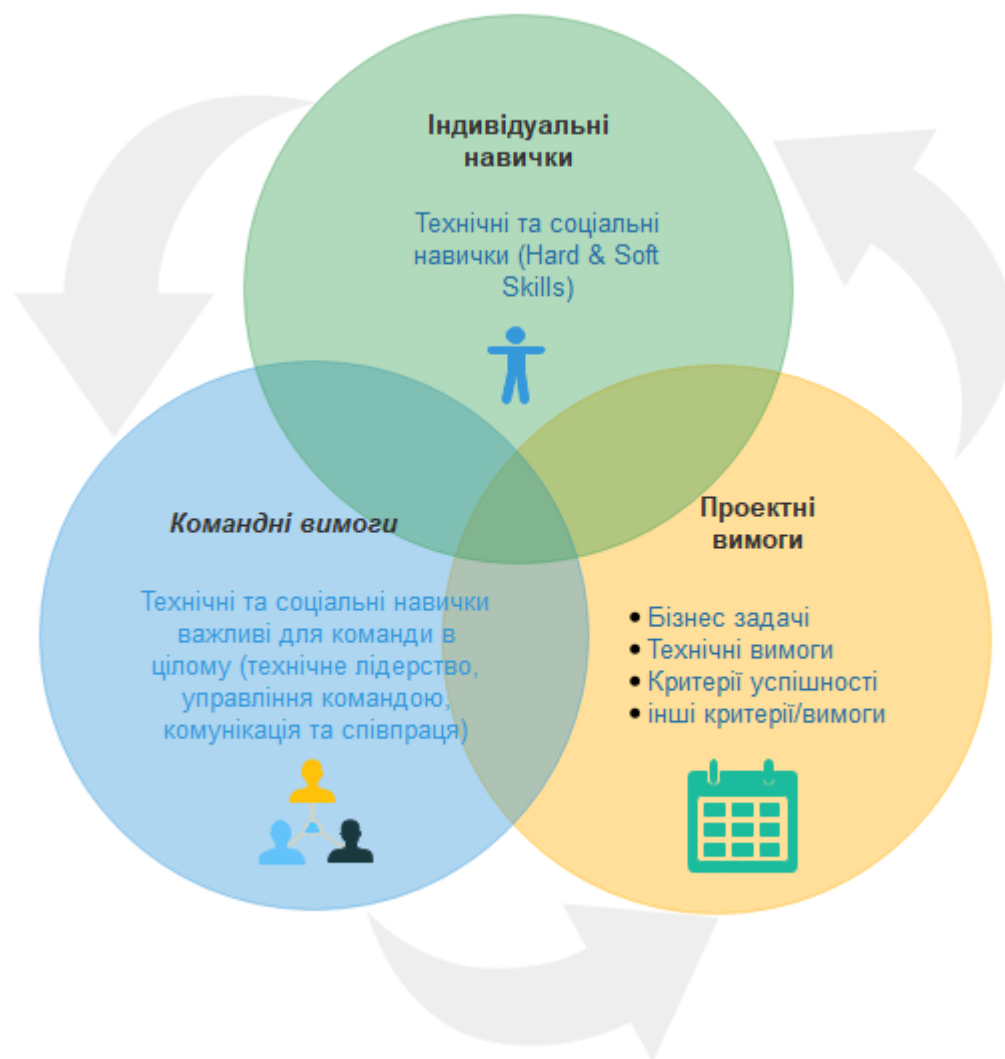 Індивідуальні
навички
Технічні та соціальні
навички (Hard & Soft
Skills)
Командні вимоги
Технічні та соціальні навички
важливі для команди в
цілому (технічне лідерство,
управління командою,
комунікація та співпраця)
Проектні
вимоги
• Бізнес задачі
• Технічні вимоги
• Критерії успішності
• інші критерії/вимоги